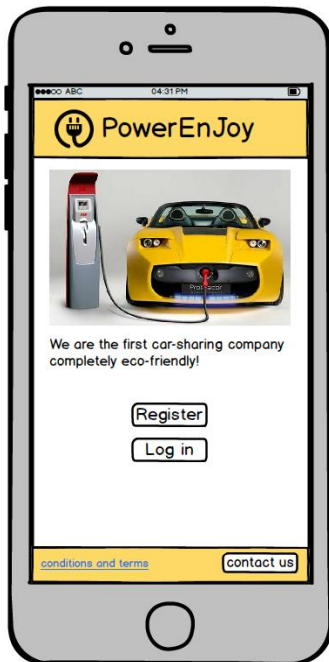 ABC 04:31 PM
PowerEnJoy
We are the first car-sharing company
completely eco-friendly!
Register
Log in
conditions and terms contact us